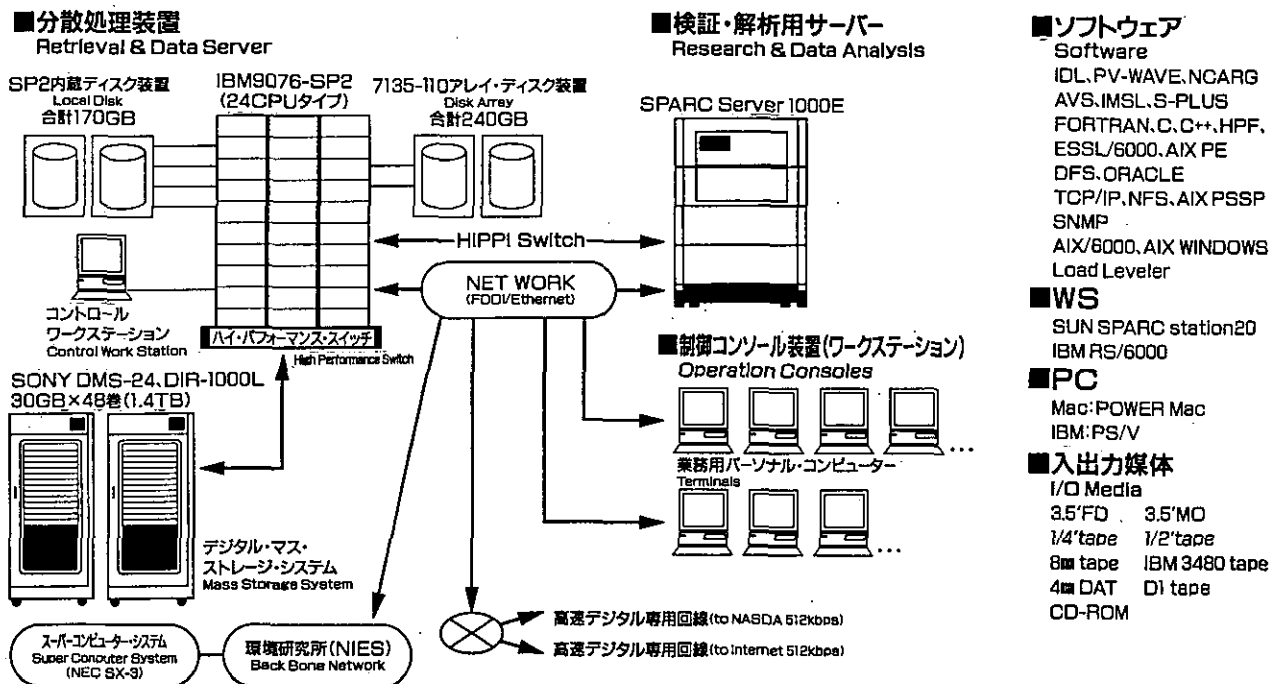 ■分散処理装置
Retrieval & Data Server
SP2内蔵ディスク装置
Local Disk
合計170GB
IBM9076-SP2
(24CPUタイプ)
7135-110アレイ・ディスク装置
Disk Array
合計240GB
コントロール
ワークステーション
Control Work Station
ハイ・パフォーマンス・スイッチ
High Performance Switch
HIPPI Switch
NET WORK
(FDDI/Ethernet)
SONY DMS-24、DIR-1000L
30GB×48巻(1.4TB)
デジタル・マス・
ストレージ・システム
Mass Storage System
スーパーコンピューター・システム
Super Computer System
(NEC SX-3)
環境研究所(NIES)
Back Bone Network
高速デジタル専用回線(to NASDA 512kbps)
高速デジタル専用回線(to Internet 512kbps)
■検証・解析用サーバー
Research & Data Analysis
SPARC Server 1000E
■制御コンソール装置(ワークステーション)
Operation Consoles
...
業務用パーソナル・コンピューター
Terminals
...
■ソフトウェア
Software
IDL、PV-WAVE、NCARG
AVS、IMSL、S-PLUS
FORTRAN、C、C++、HPF、
ESSL/6000、AIX PE
DFS、ORACLE
TCP/IP、NFS、AIX PSSP
SNMP
AIX/6000、AIX WINDOWS
Load Leveler
■WS
SUN SPARC station20
IBM RS/6000
■PC
Mac:POWER Mac
IBM:PS/V
■入出力媒体
I/O Media
3.5'FD 3.5'MO
1/4'tape 1/2'tape
8㎜ tape IBM 3480 tape
4㎜ DAT D1 tape
CD-ROM